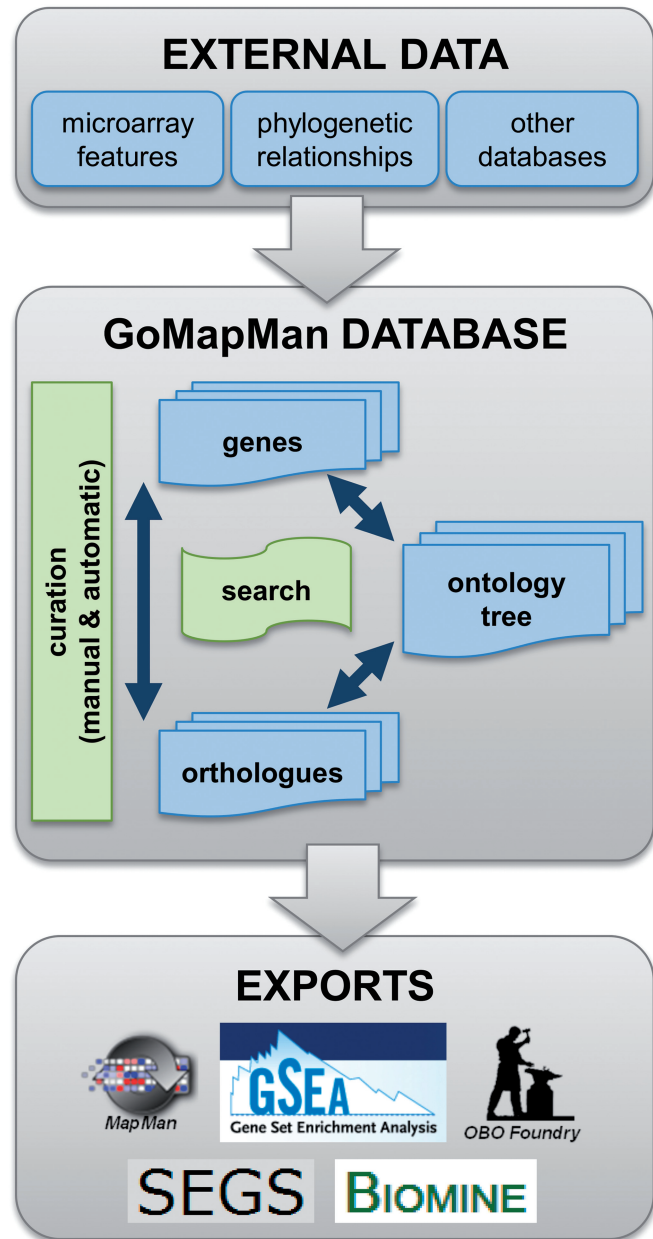 EXTERNAL DATA
microarray
features
phylogenetic
relationships
other
databases
GoMapMan DATABASE
curation
(manual & automatic)
genes
search
ontology
tree
orthologues
EXPORTS
MapMan
GSEA
Gene Set Enrichment Analysis
OBO Foundry
SEGS
BIOMINE